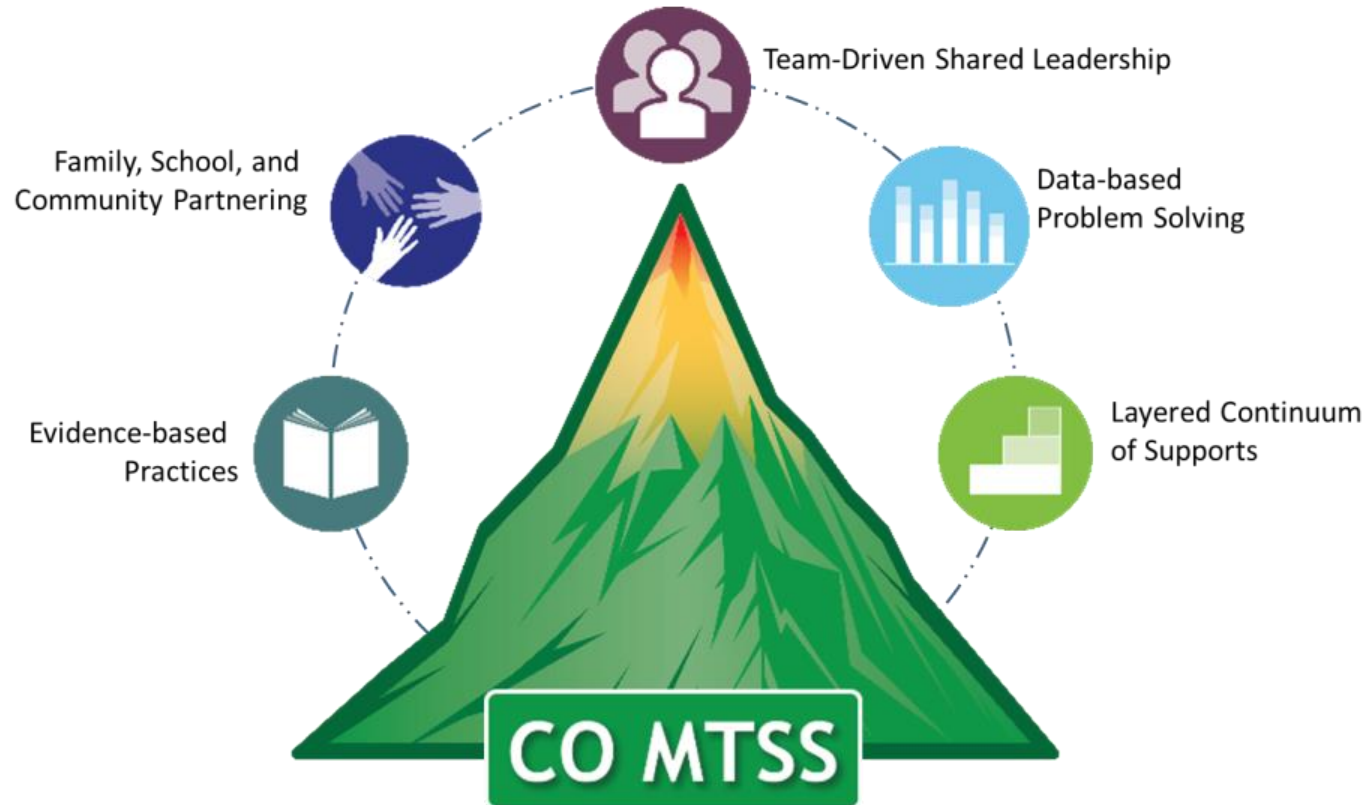 Team-Driven Shared Leadership
Family, School, and
Community Partnering
Data-based
Problem Solving
Evidence-based
Practices
Layered Continuum
of Supports
CO MTSS